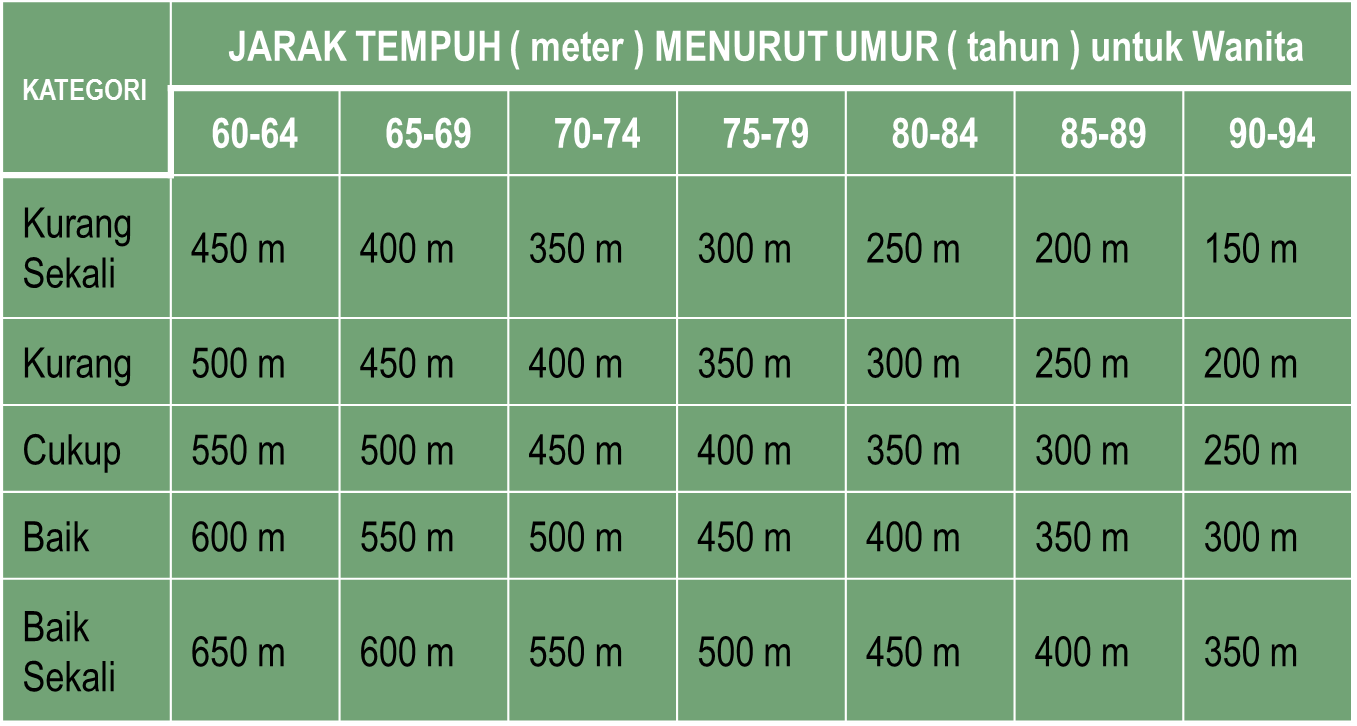 KATEGORI
JARAK TEMPUH ( meter ) MENURUT UMUR ( tahun ) untuk Wanita
60-64 65-69 70-74 75-79 80-84 85-89 90-94
Kurang
Sekali
450 m 400 m 350 m 300 m 250 m 200 m 150 m
Kurang 500 m 450 m 400 m 350 m 300 m 250 m 200 m
Cukup 550 m 500 m 450 m 400 m 350 m 300 m 250 m
Baik 600 m 550 m 500 m 450 m 400 m 350 m 300 m
Baik
Sekali
650 m 600 m 550 m 500 m 450 m 400 m 350 m